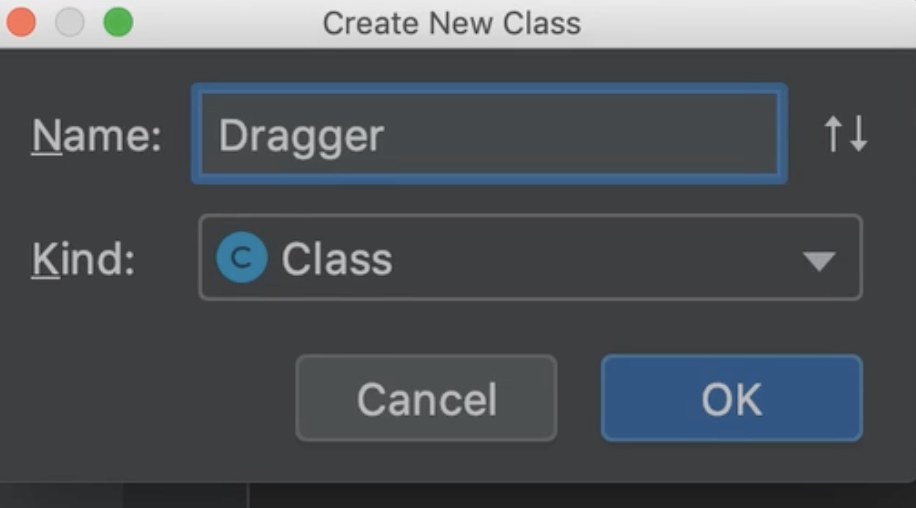 Create New Class
Name: Dragger
Kind: C Class
Cancel OK